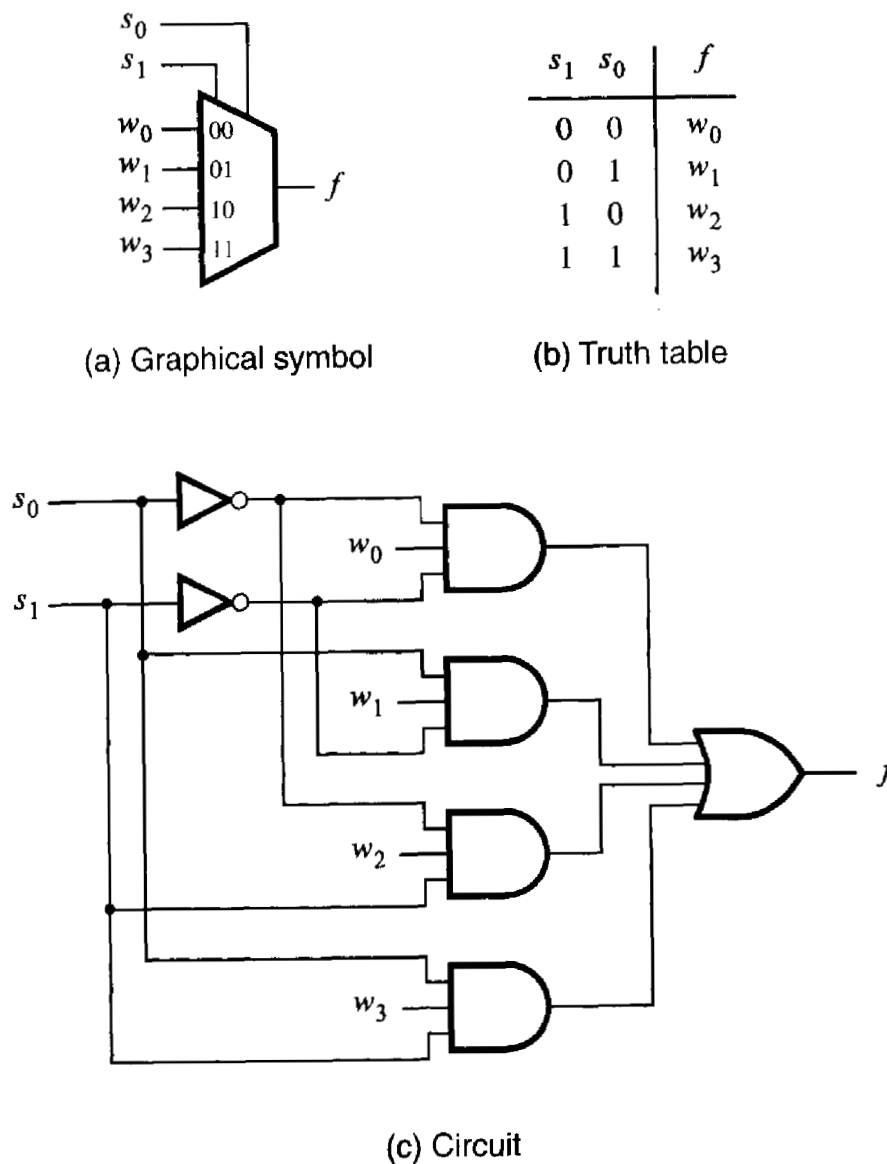 s0
s1
w0 00
w1 01
w2 10
w3 11
f
(a) Graphical symbol
s1 s0 f
0 0 w0
0 1 w1
1 0 w2
1 1 w3
(b) Truth table
s0
w0
s1
w1
w2
w3
f
(c) Circuit